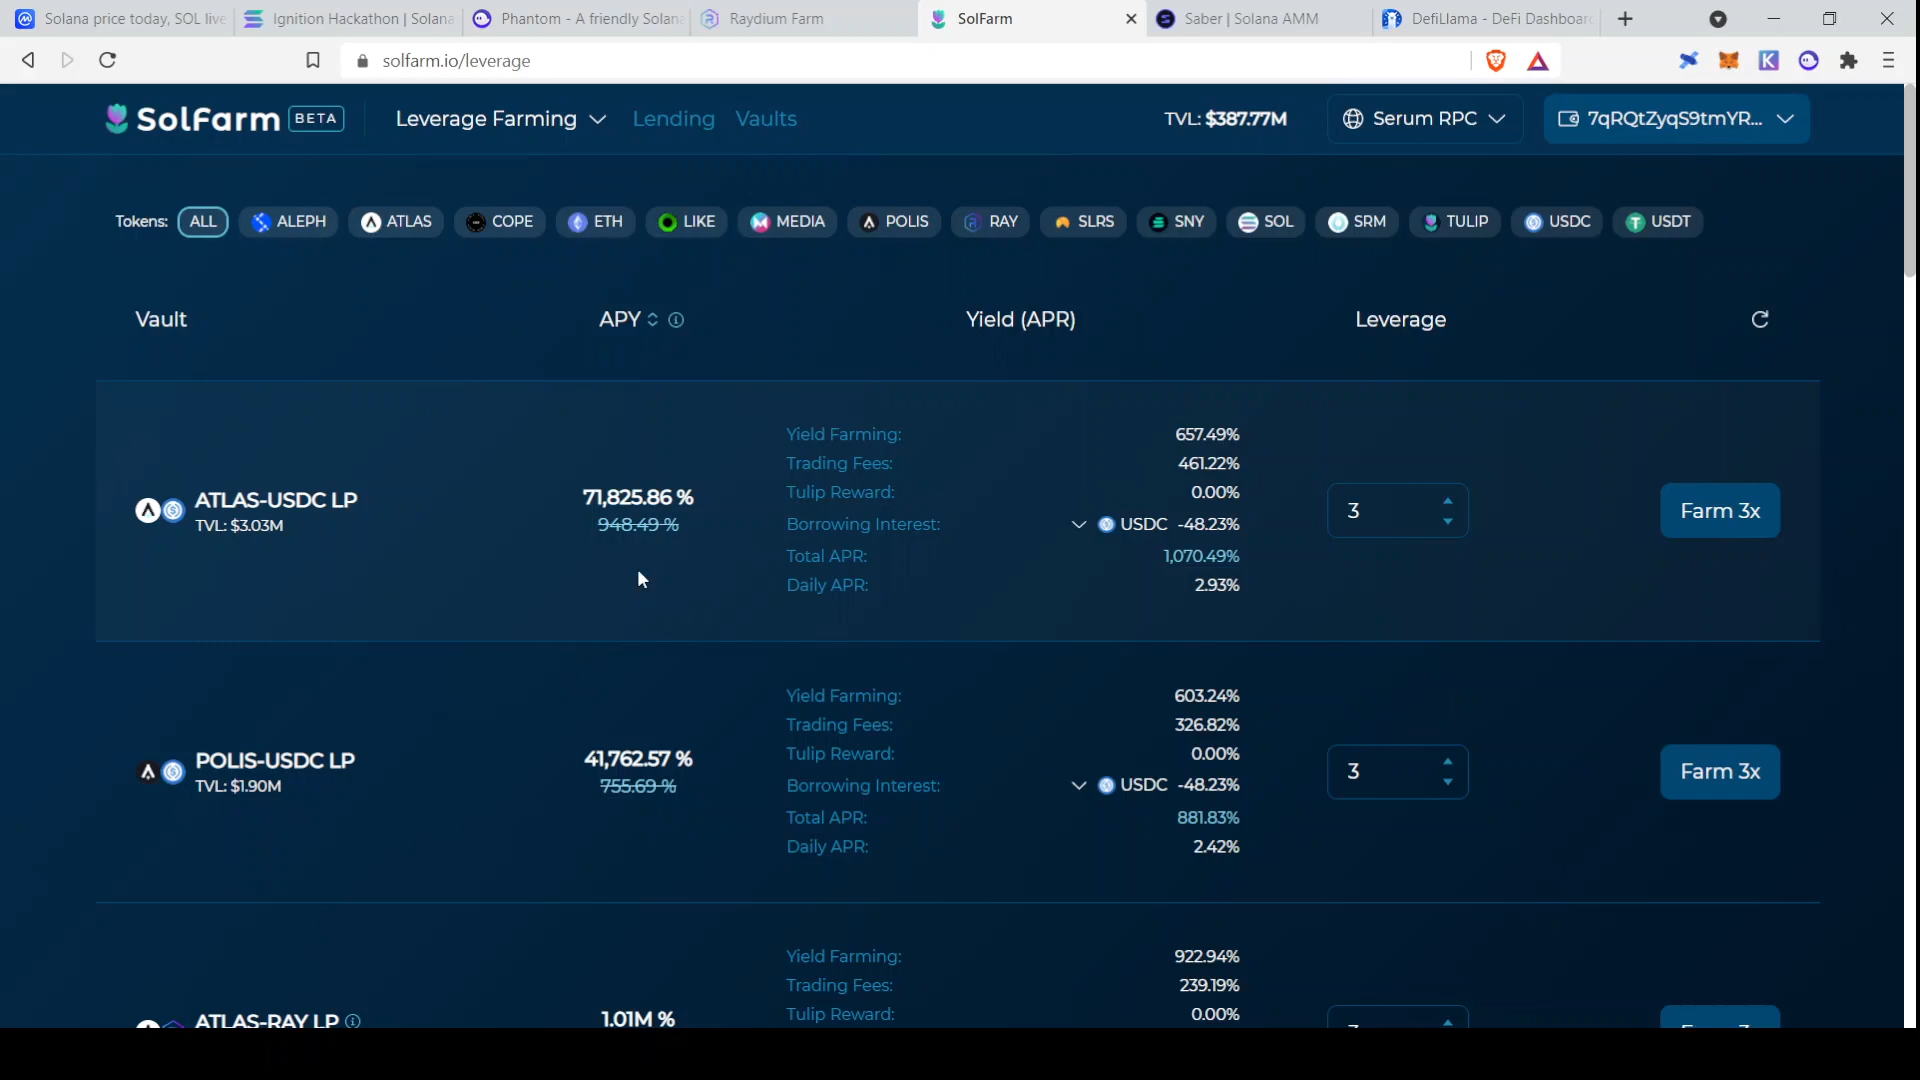 Solana price today, SOL live
Ignition Hackathon | Solana
Phantom - A friendly Solana
Raydium Farm
SolFarm
Saber | Solana AMM
DefiLlama - DeFi Dashboard
solfarm.io/leverage
SolFarm BETA
Leverage Farming
Lending
Vaults
TVL: $387.77M
Serum RPC
7qRQtZyqS9tmYR...
Tokens: ALL ALEPH ATLAS COPE ETH LIKE MEDIA POLIS RAY SLRS SNY SOL SRM TULIP USDC USDT
Vault APY Yield (APR) Leverage
ATLAS-USDC LP
TVL: $3.03M
71,825.86 %
948.49 %
Yield Farming: 657.49%
Trading Fees: 461.22%
Tulip Reward: 0.00%
Borrowing Interest: USDC -48.23%
Total APR: 1,070.49%
Daily APR: 2.93%
3
Farm 3x
POLIS-USDC LP
TVL: $1.90M
41,762.57 %
755.69 %
Yield Farming: 603.24%
Trading Fees: 326.82%
Tulip Reward: 0.00%
Borrowing Interest: USDC -48.23%
Total APR: 881.83%
Daily APR: 2.42%
3
Farm 3x
ATLAS-RAY LP
1.01M %
Yield Farming: 922.94%
Trading Fees: 239.19%
Tulip Reward: 0.00%